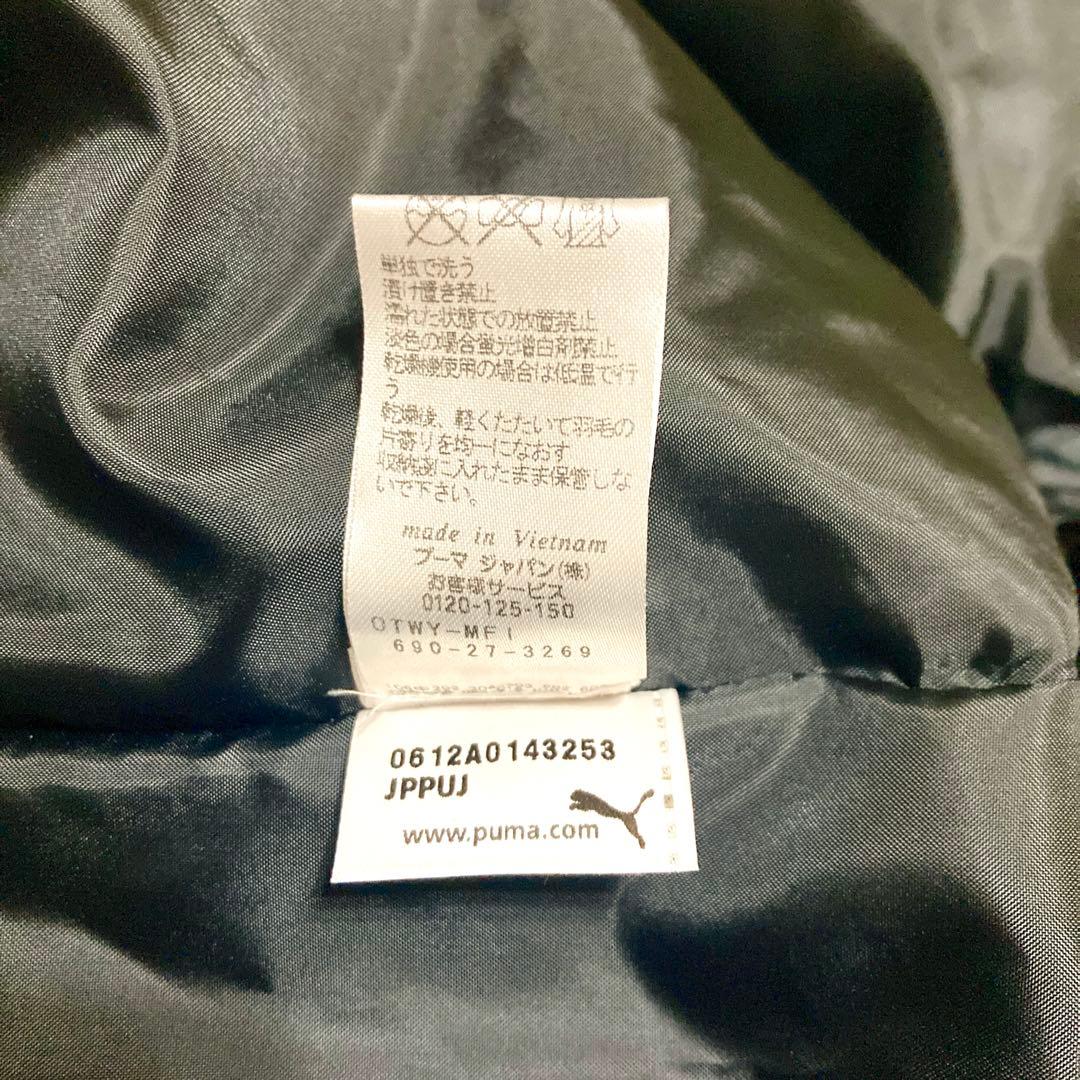 単独で洗う
漬け置き禁止
濡れた状態での放置禁止
淡色の場合蛍光増白剤禁止
乾燥機使用の場合は低温で行
う
乾燥後、軽くたたいて羽毛の
片寄りを均一になおす
収納袋に入れたまま保管しな
いで下さい。
made in Vietnam
プーマ ジャパン(株)
お客様サービス
0120-125-150
OTWY-MFI
690-27-3269
0612A0143253
JPPUJ
www.puma.com